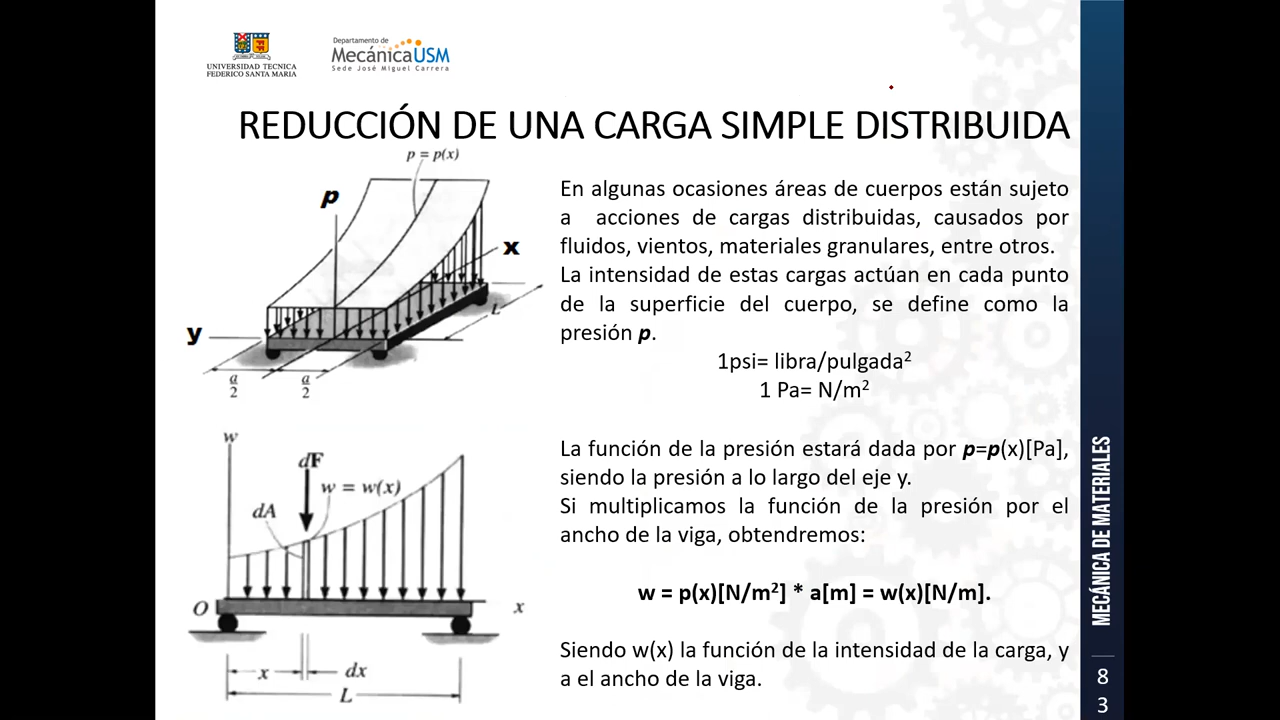 UNIVERSIDAD TECNICA
FEDERICO SANTA MARIA
Departamento de
MecánicaUSM
Sede José Miguel Carrera
REDUCCIÓN DE UNA CARGA SIMPLE DISTRIBUIDA
p = p(x)
p
x
y
L
a
2
a
2
En algunas ocasiones áreas de cuerpos están sujeto
a acciones de cargas distribuidas, causados por
fluidos, vientos, materiales granulares, entre otros.
La intensidad de estas cargas actúan en cada punto
de la superficie del cuerpo, se define como la
presión p.
1psi= libra/pulgada²
1 Pa= N/m²
w
dF
w = w(x)
dA
O
x
x
dx
L
La función de la presión estará dada por p=p(x)[Pa],
siendo la presión a lo largo del eje y.
Si multiplicamos la función de la presión por el
ancho de la viga, obtendremos:
w = p(x)[N/m²] * a[m] = w(x)[N/m].
Siendo w(x) la función de la intensidad de la carga, y
a el ancho de la viga.
MECÁNICA DE MATERIALES
8
3